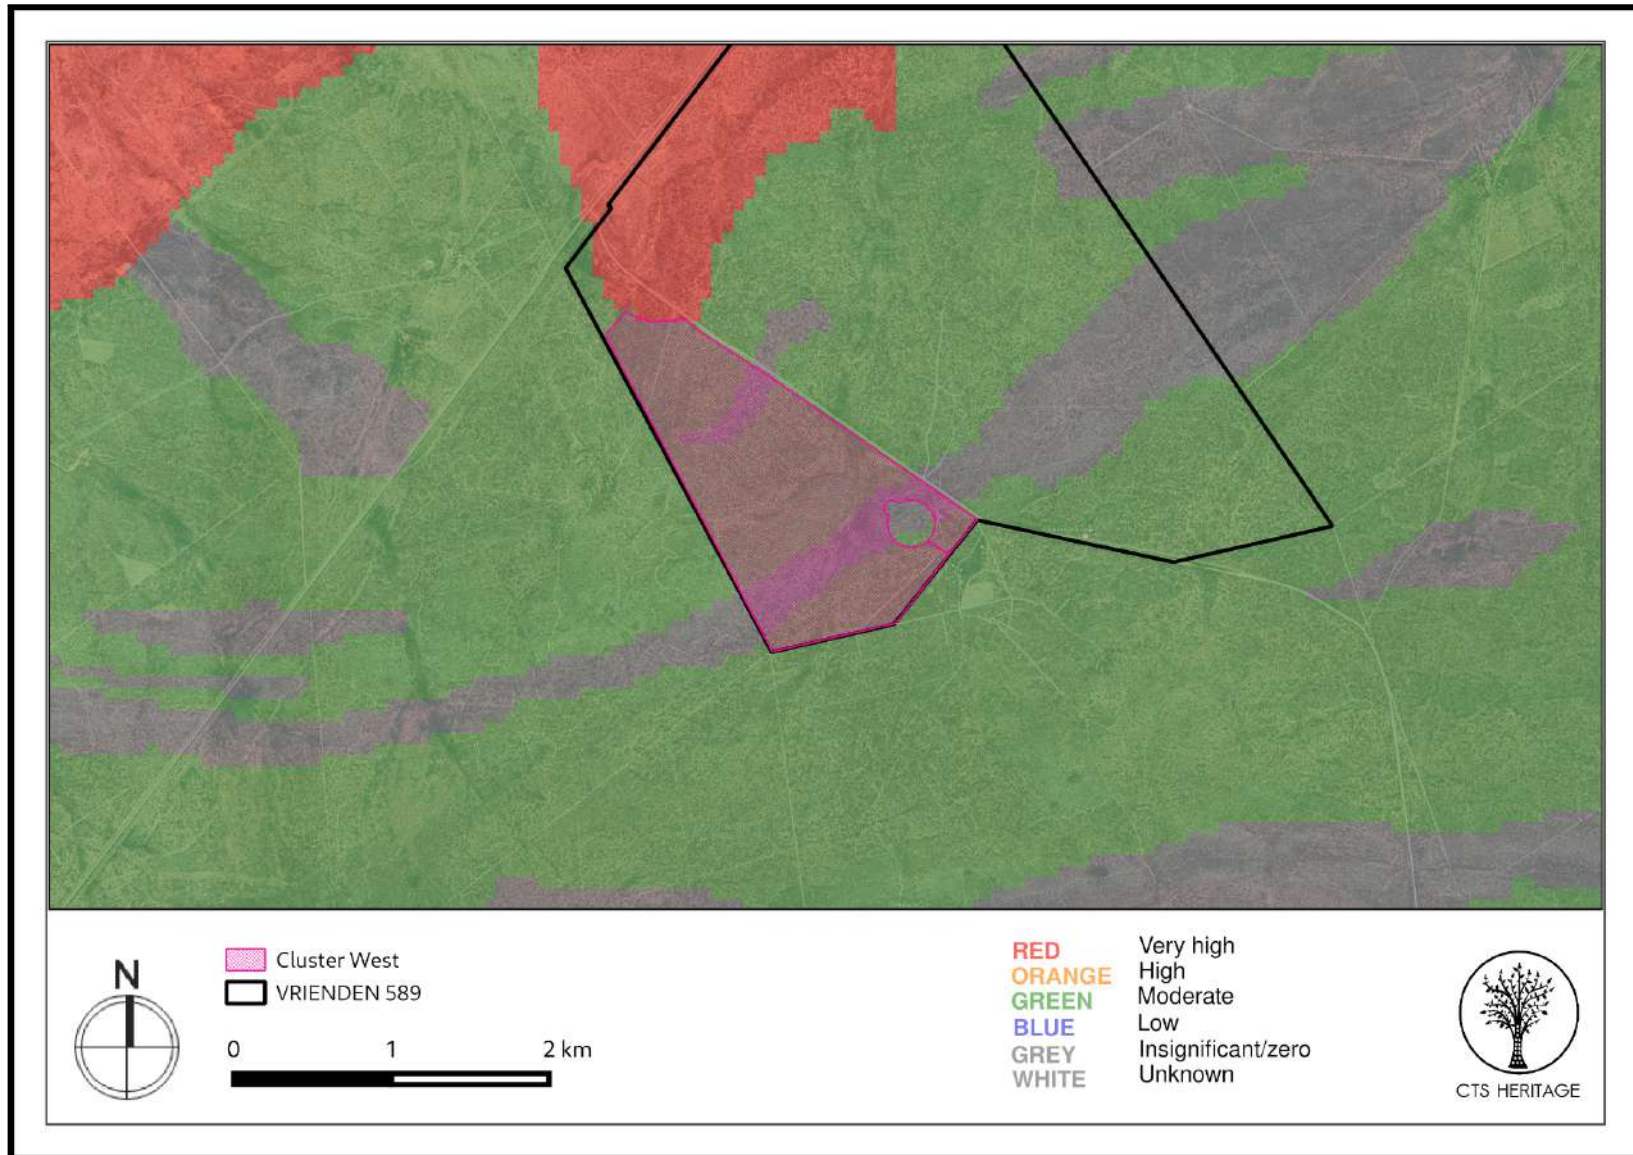 N
Cluster West
VRIENDEN 589
0 1 2 km
RED Very high
ORANGE High
GREEN Moderate
BLUE Low
GREY Insignificant/zero
WHITE Unknown
CTS HERITAGE